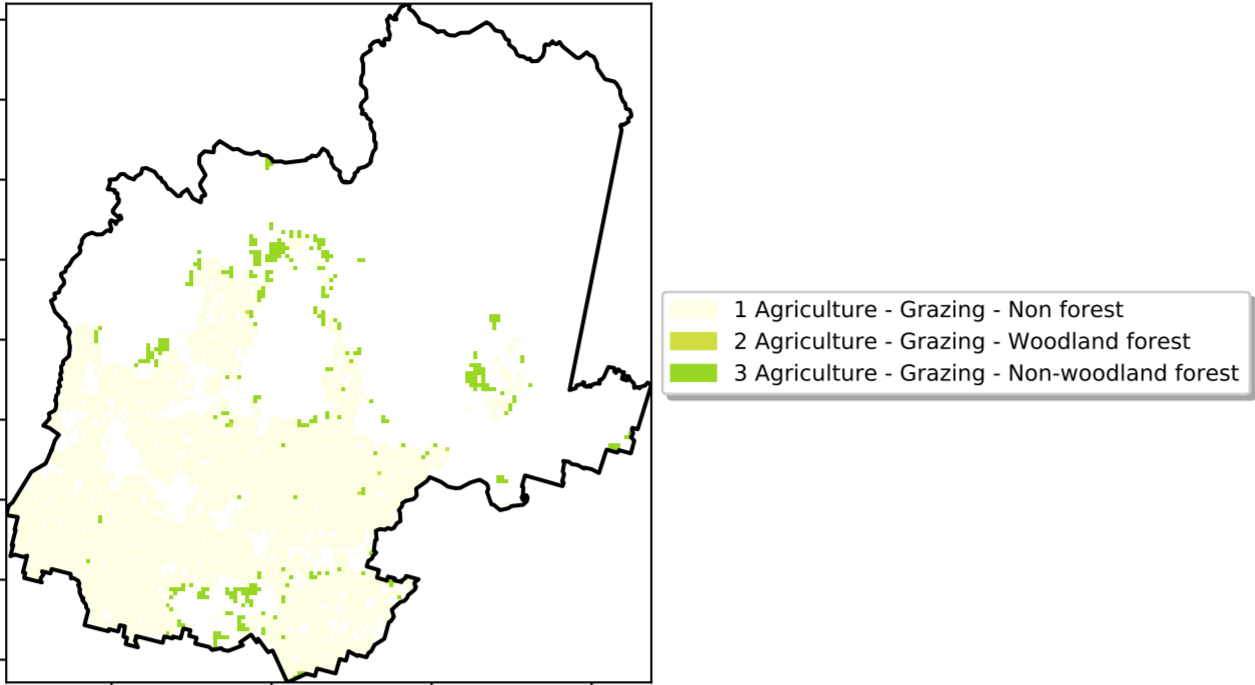 1 Agriculture - Grazing - Non forest
2 Agriculture - Grazing - Woodland forest
3 Agriculture - Grazing - Non-woodland forest